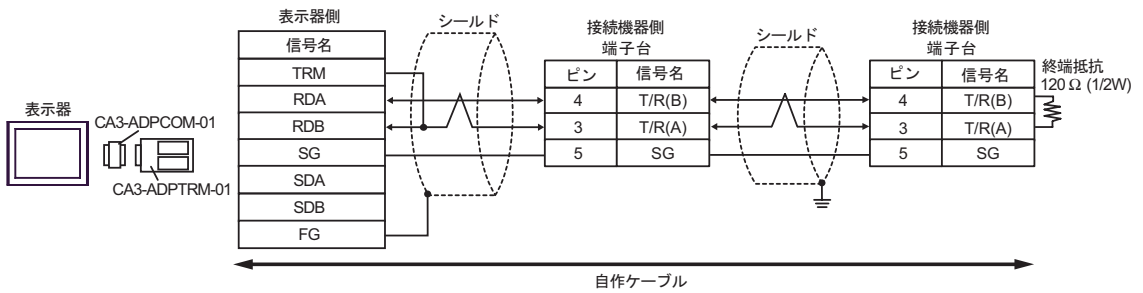 表示器
CA3-ADPCOM-01
CA3-ADPTRM-01
表示器側
信号名
TRM
RDA
RDB
SG
SDA
SDB
FG
シールド
接続機器側
端子台
ピン 信号名
4 T/R(B)
3 T/R(A)
5 SG
シールド
接続機器側
端子台
ピン 信号名
4 T/R(B)
3 T/R(A)
5 SG
終端抵抗
120Ω (1/2W)
自作ケーブル